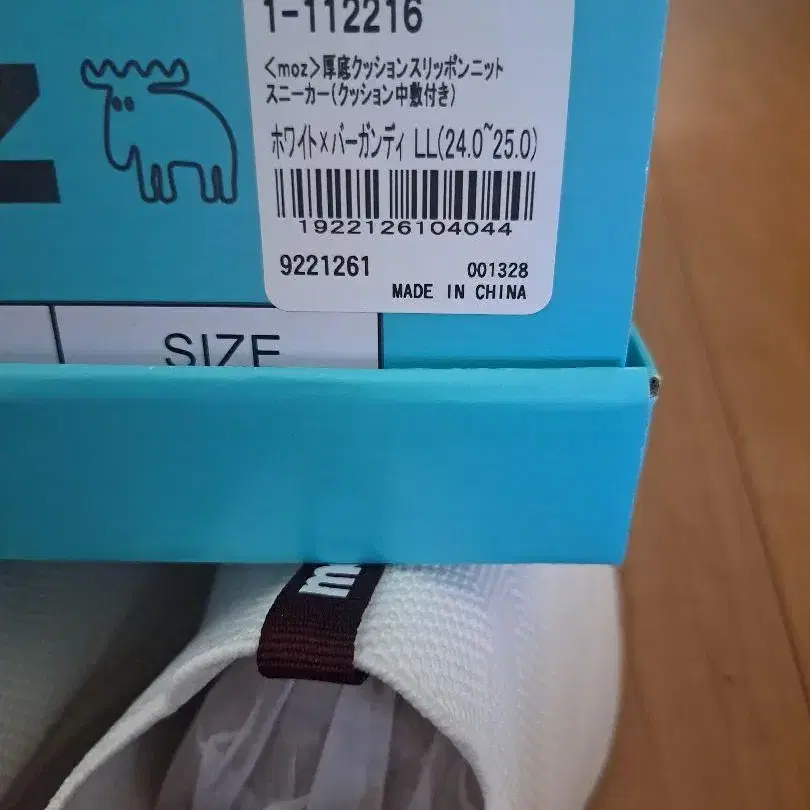 1-112216
<moz>厚底クッションスリッポンニット
スニーカー(クッション中敷付き)
ホワイト×バーガンディ LL(24.0~25.0)
1922126104044
9221261 001328
MADE IN CHINA
SIZE